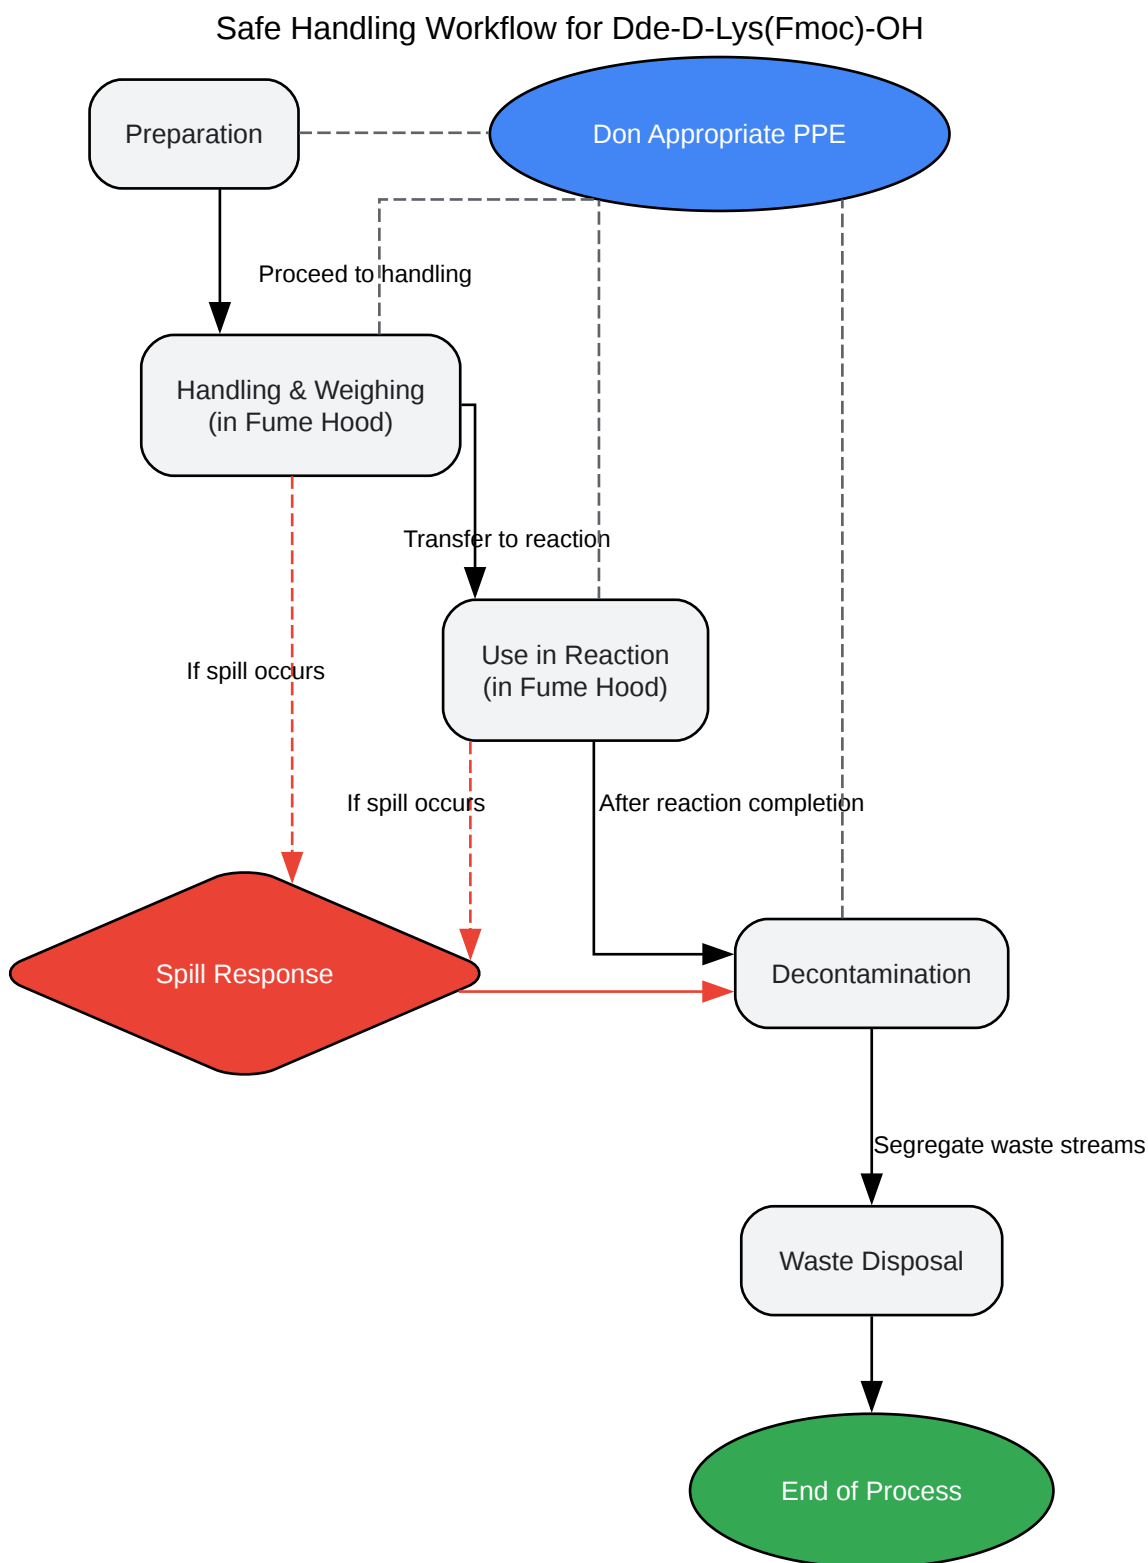 Safe Handling Workflow for Dde-D-Lys(Fmoc)-OH
Preparation
Don Appropriate PPE
Proceed to handling
Handling & Weighing
(in Fume Hood)
Transfer to reaction
Use in Reaction
(in Fume Hood)
If spill occurs
If spill occurs
After reaction completion
Spill Response
Decontamination
Segregate waste streams
Waste Disposal
End of Process